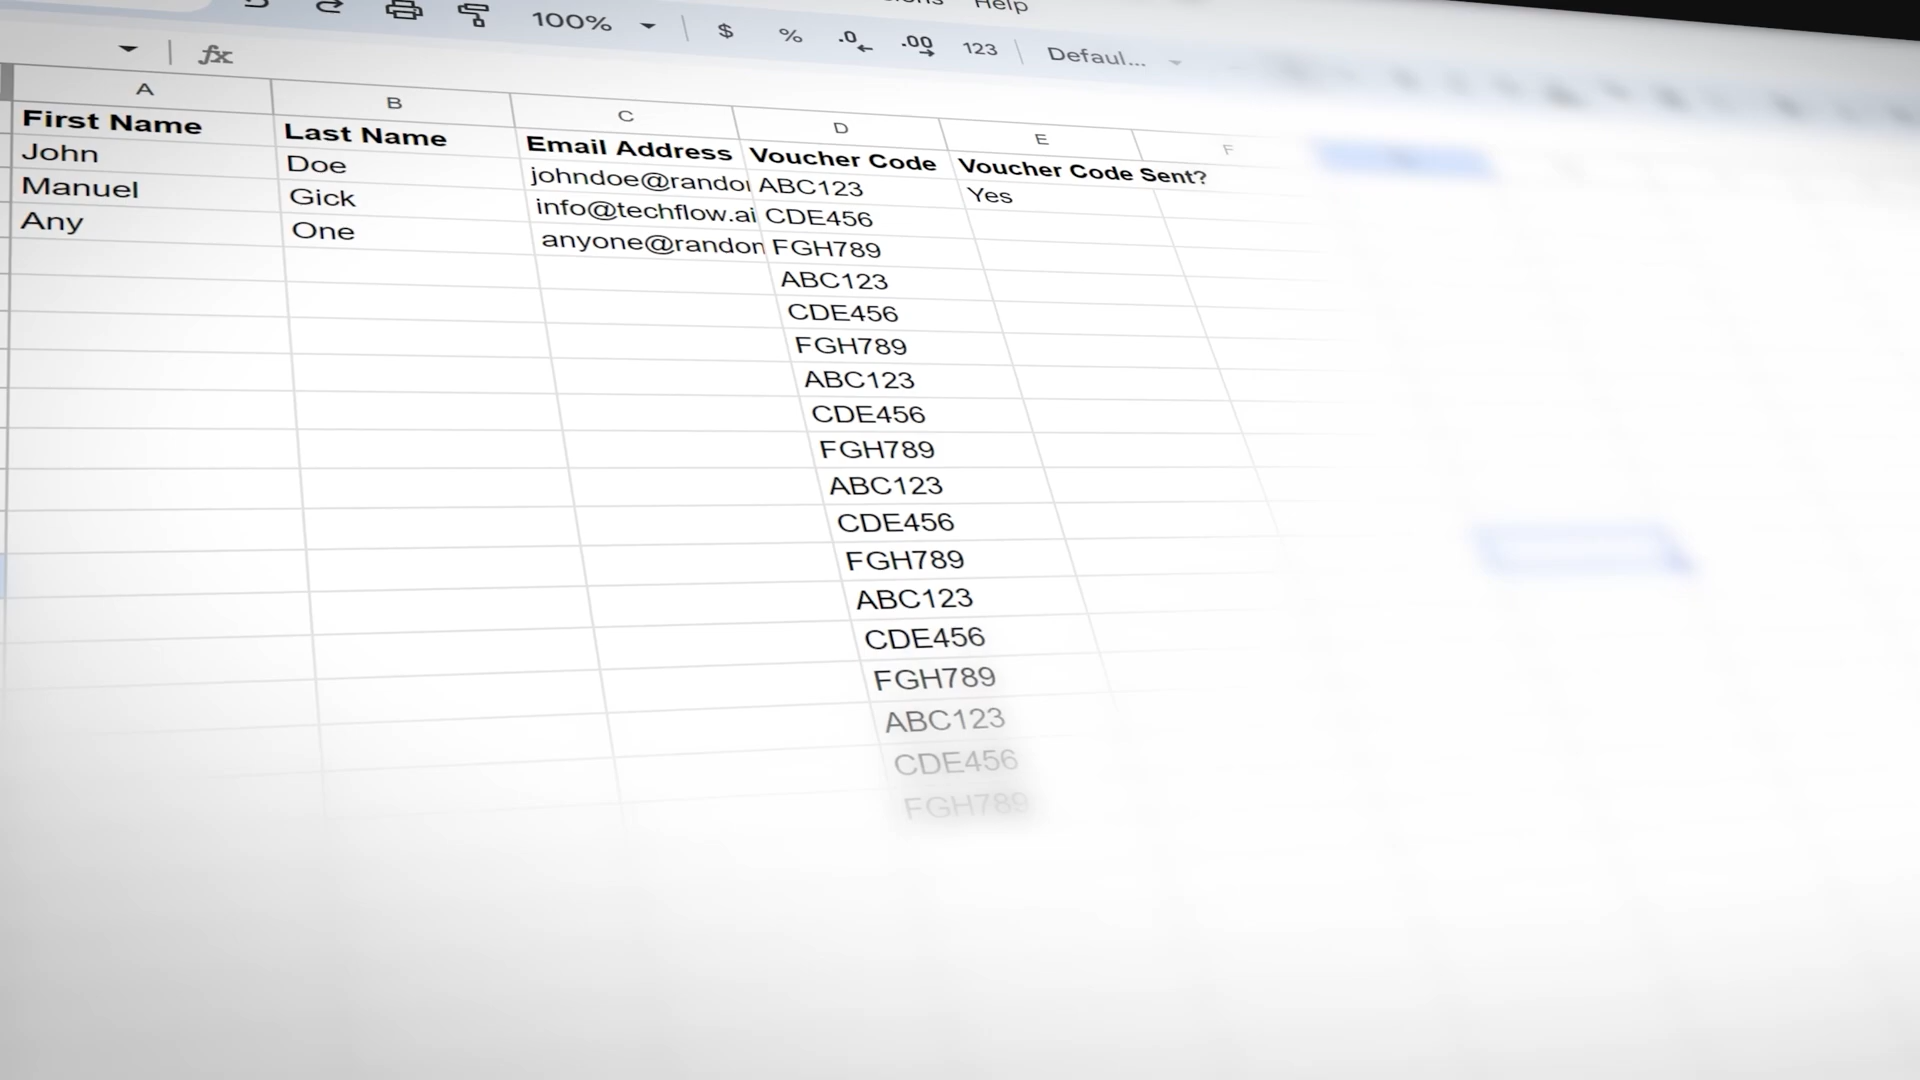 Help
100% $ % .0 .00 123 Defaul...
fx
A B C D E F
First Name Last Name Email Address Voucher Code Voucher Code Sent?
John Doe johndoe@randor ABC123 Yes
Manuel Gick info@techflow.ai CDE456
Any One anyone@randon FGH789
ABC123
CDE456
FGH789
ABC123
CDE456
FGH789
ABC123
CDE456
FGH789
ABC123
CDE456
FGH789
ABC123
CDE456
FGH789